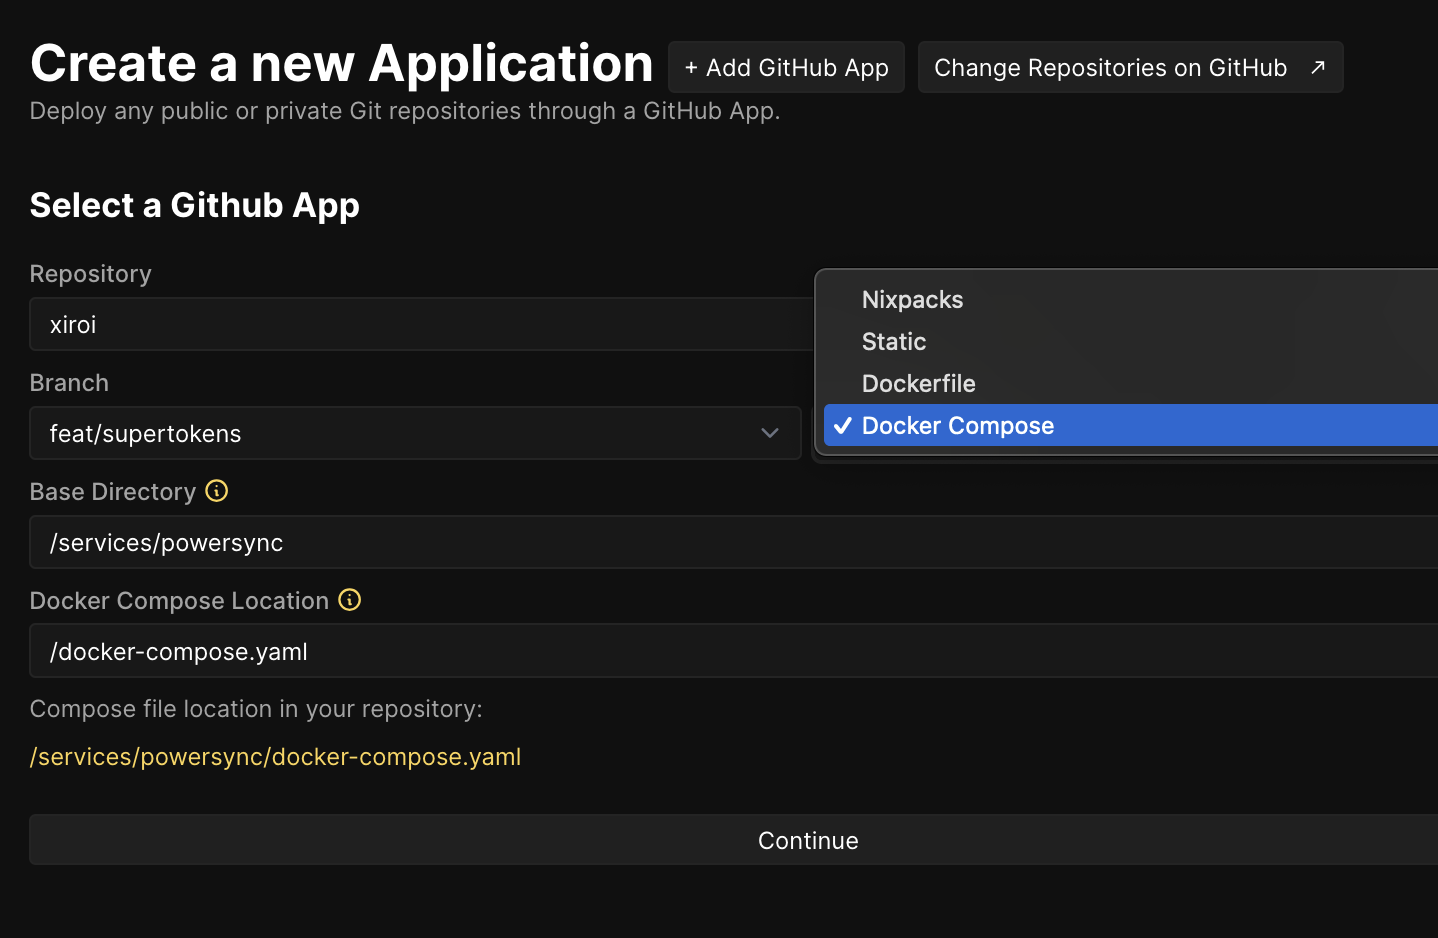 Create a new Application
+ Add GitHub App
Change Repositories on GitHub
Deploy any public or private Git repositories through a GitHub App.
Select a Github App
Repository
xiroi
Nixpacks
Static
Dockerfile
Docker Compose
Branch
feat/supertokens
Base Directory
/services/powersync
Docker Compose Location
/docker-compose.yaml
Compose file location in your repository:
/services/powersync/docker-compose.yaml
Continue